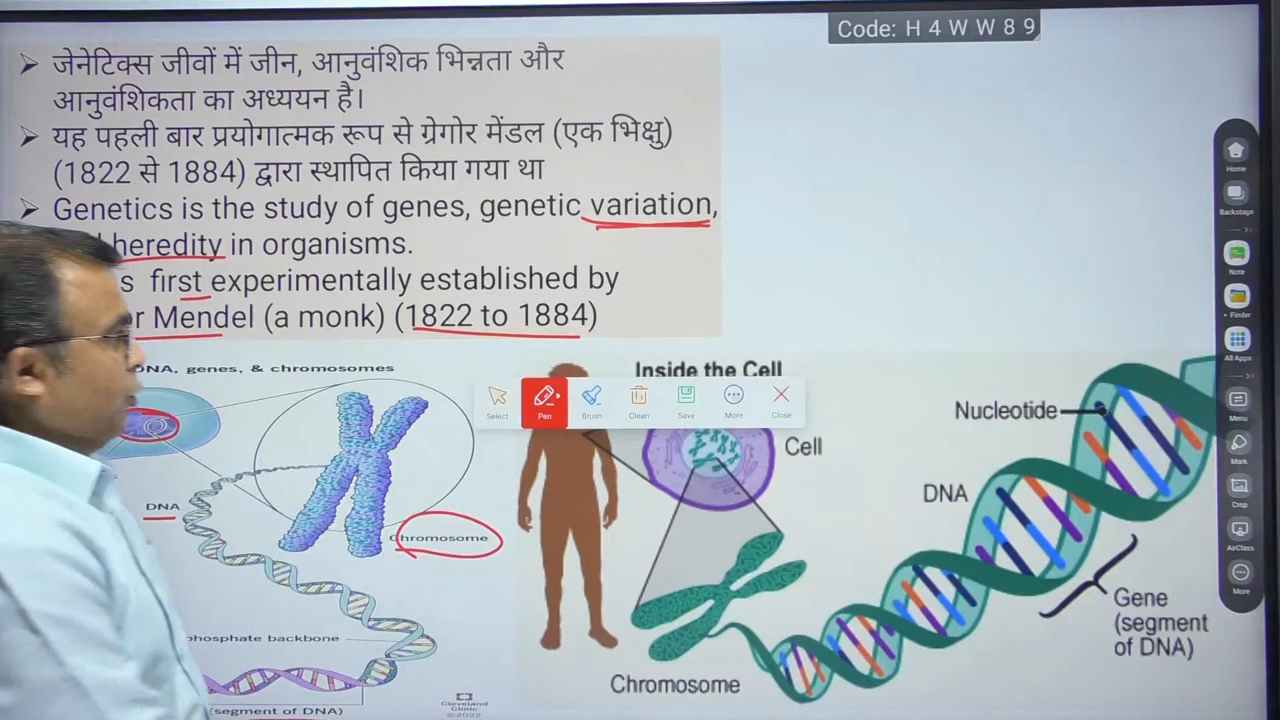 Code: H 4 W W 8 9
➢ जेनेटिक्स जीवों में जीन, आनुवंशिक भिन्नता और
आनुवंशिकता का अध्ययन है।
➢ यह पहली बार प्रयोगात्मक रूप से ग्रेगोर मेंडल (एक भिक्षु)
(1822 से 1884) द्वारा स्थापित किया गया था
➢ Genetics is the study of genes, genetic variation,
heredity in organisms.
first experimentally established by
Mendel (a monk) (1822 to 1884)
DNA, genes, & chromosomes
DNA
Chromosome
phosphate backbone
(segment of DNA)
Cleveland
Clinic
©2022
Inside the Cell
Select
Pen
Brush
Clean
Save
More
Close
Cell
Chromosome
Nucleotide
DNA
Gene
(segment
of DNA)
Home
Backstage
Note
Finder
All Apps
Menu
Mark
Crop
AirClass
More